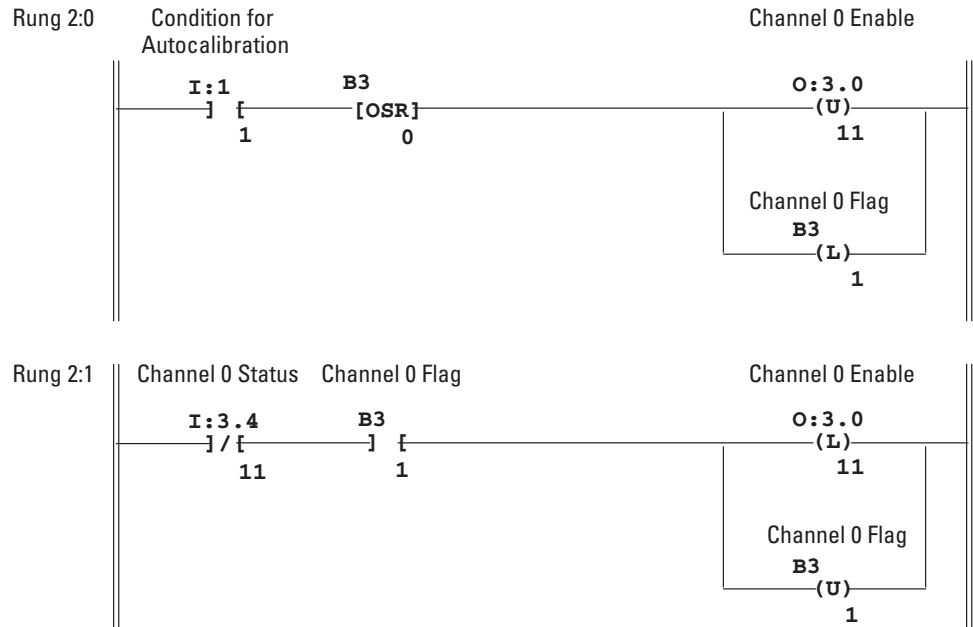 Rung 2:0
Condition for
Autocalibration
Channel 0 Enable
I:1
B3
O:3.0
] [
[OSR]
(U)
1
0
11
Channel 0 Flag
B3
(L)
1
Rung 2:1
Channel 0 Status
Channel 0 Flag
Channel 0 Enable
I:3.4
B3
O:3.0
]/[
] [
(L)
11
1
11
Channel 0 Flag
B3
(U)
1